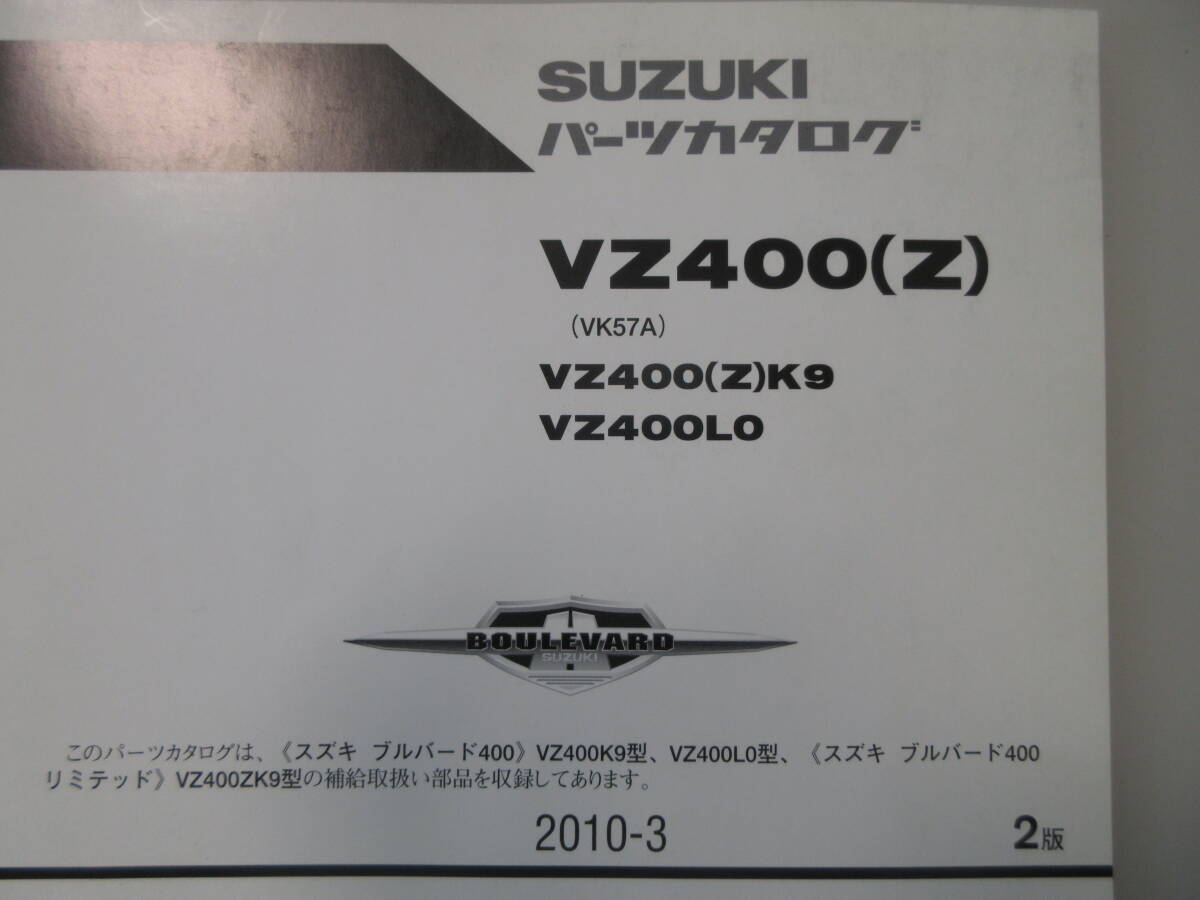 SUZUKI
パーツカタログ
VZ400(Z)
(VK57A)
VZ400(Z)K9
VZ400L0
BOULEVARD
SUZUKI
このパーツカタログは、《スズキ ブルバード400》VZ400K9型、VZ400L0型、《スズキ ブルバード400
リミテッド》VZ400ZK9型の補給取扱い部品を収録してあります。
2010-3
2版